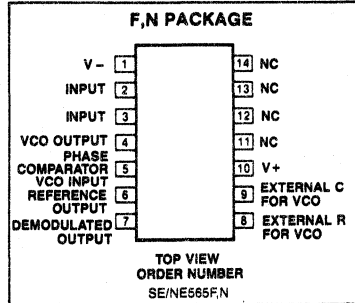 F,N PACKAGE
V- 1
INPUT 2
INPUT 3
VCO OUTPUT 4
PHASE
COMPARATOR 5
VCO INPUT
REFERENCE 6
OUTPUT
DEMODULATED 7
OUTPUT
14 NC
13 NC
12 NC
11 NC
10 V+
9 EXTERNAL C
FOR VCO
8 EXTERNAL R
FOR VCO
TOP VIEW
ORDER NUMBER
SE/NE565F,N